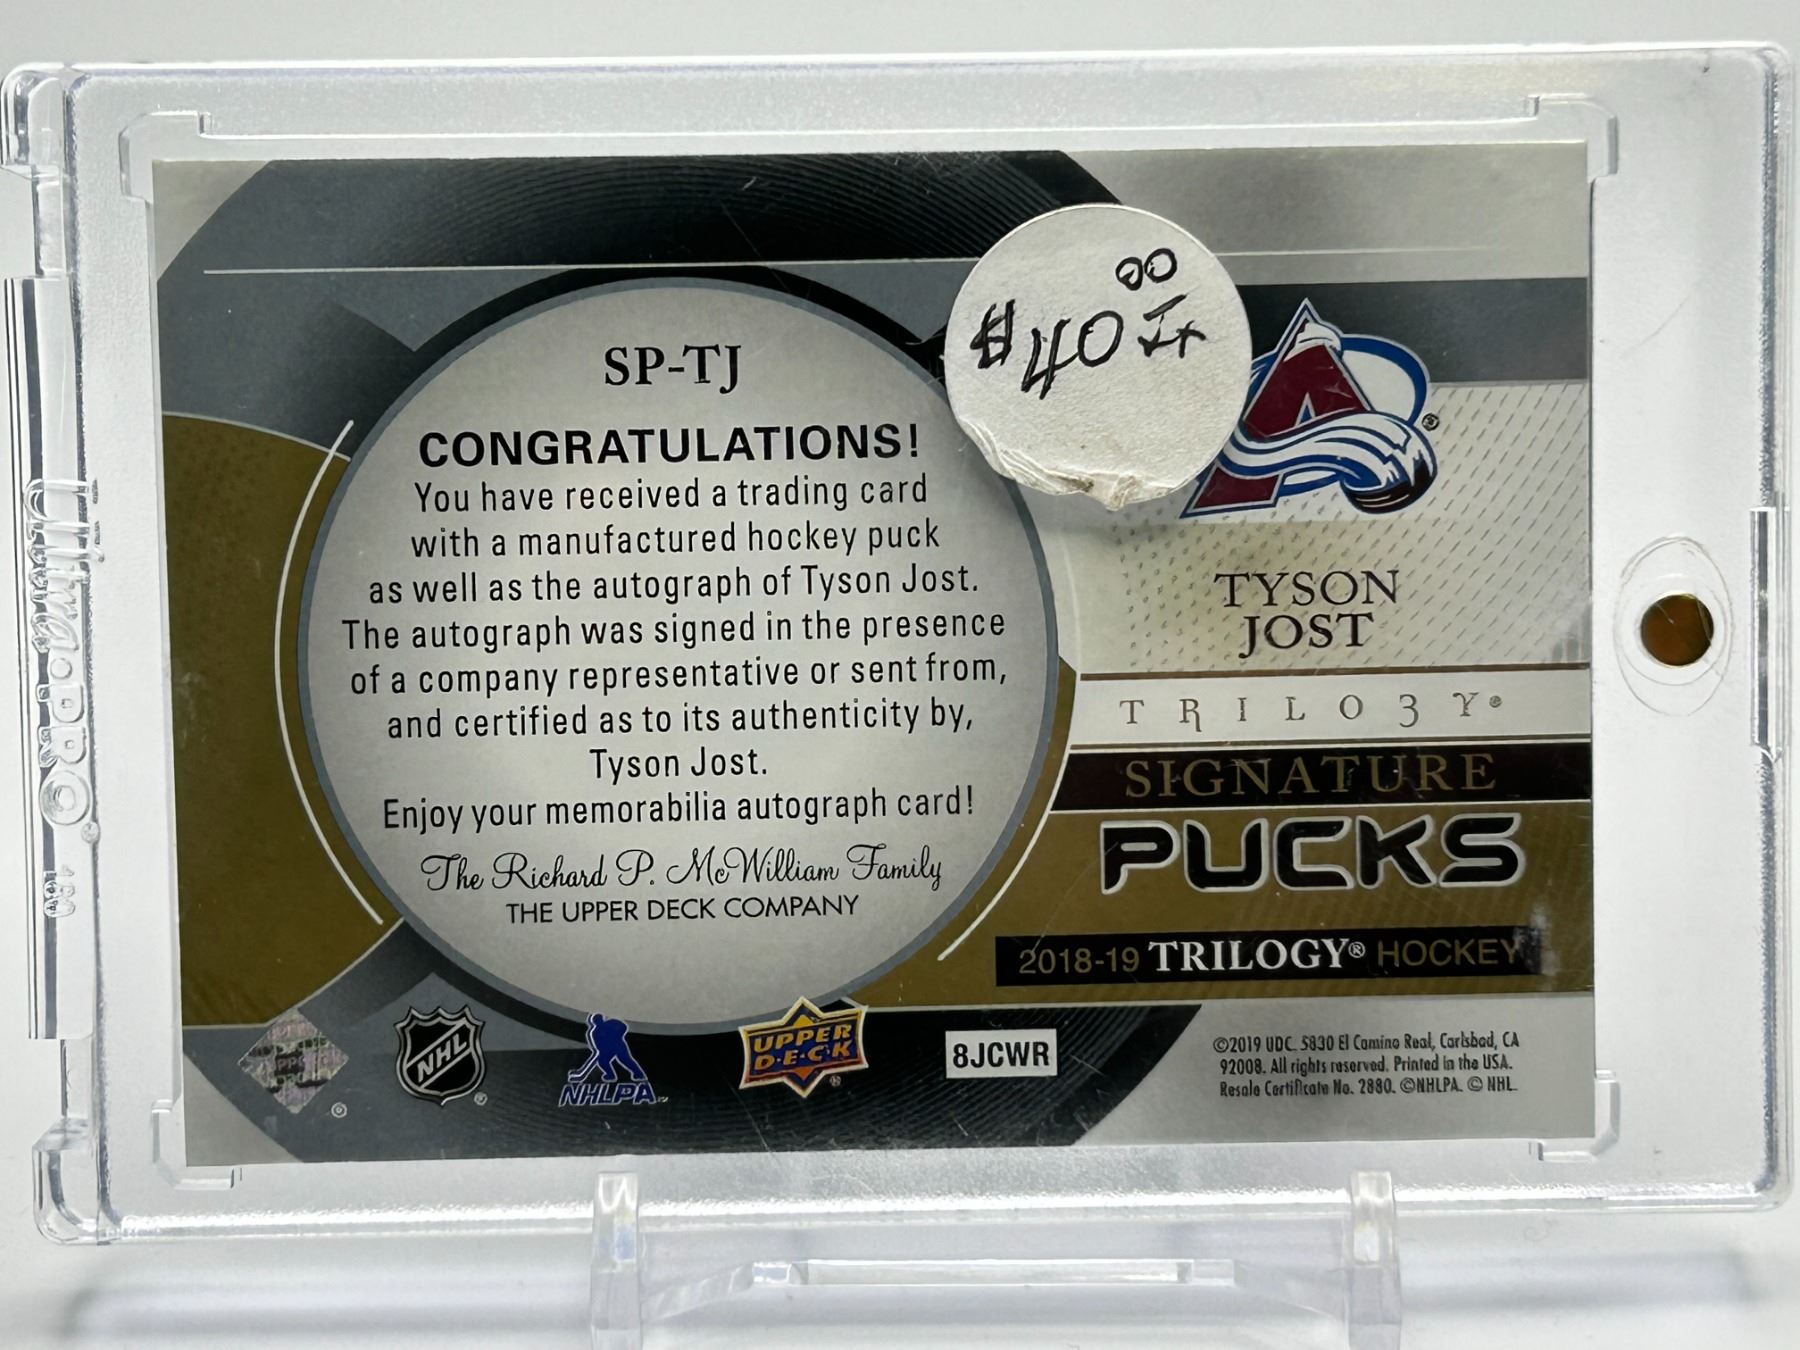 $40 00 Tx
SP-TJ
CONGRATULATIONS!
You have received a trading card
with a manufactured hockey puck
as well as the autograph of Tyson Jost.
The autograph was signed in the presence
of a company representative or sent from,
and certified as to its authenticity by,
Tyson Jost.
Enjoy your memorabilia autograph card!
The Richard P. McWilliam Family
THE UPPER DECK COMPANY
TYSON
JOST
TRILO3Y®
SIGNATURE
PUCKS
2018-19 TRILOGY® HOCKEY
NHL
NHLPA
UPPER
D·E·C·K
8JCWR
©2019 UDC. 5830 El Camino Real, Carlsbad, CA
92008. All rights reserved. Printed in the USA.
Resale Certificate No. 2880. ©NHLPA. © NHL.
Ultra·PRO®